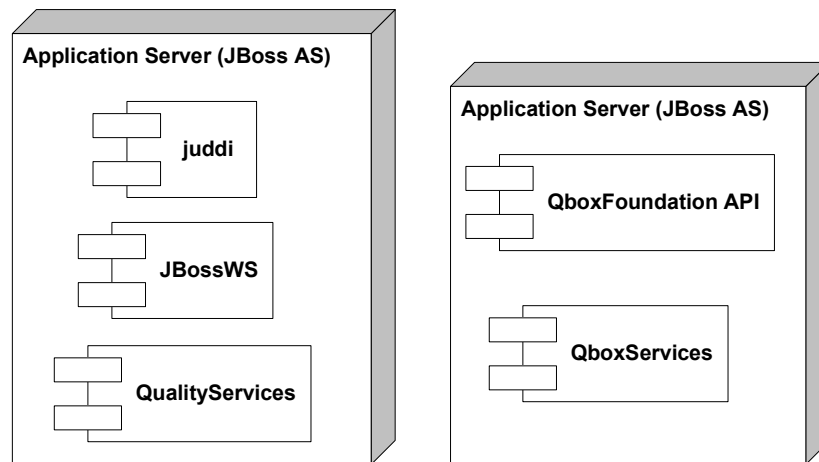 Application Server (JBoss AS)
juddi
JBossWS
QualityServices
Application Server (JBoss AS)
QboxFoundation API
QboxServices